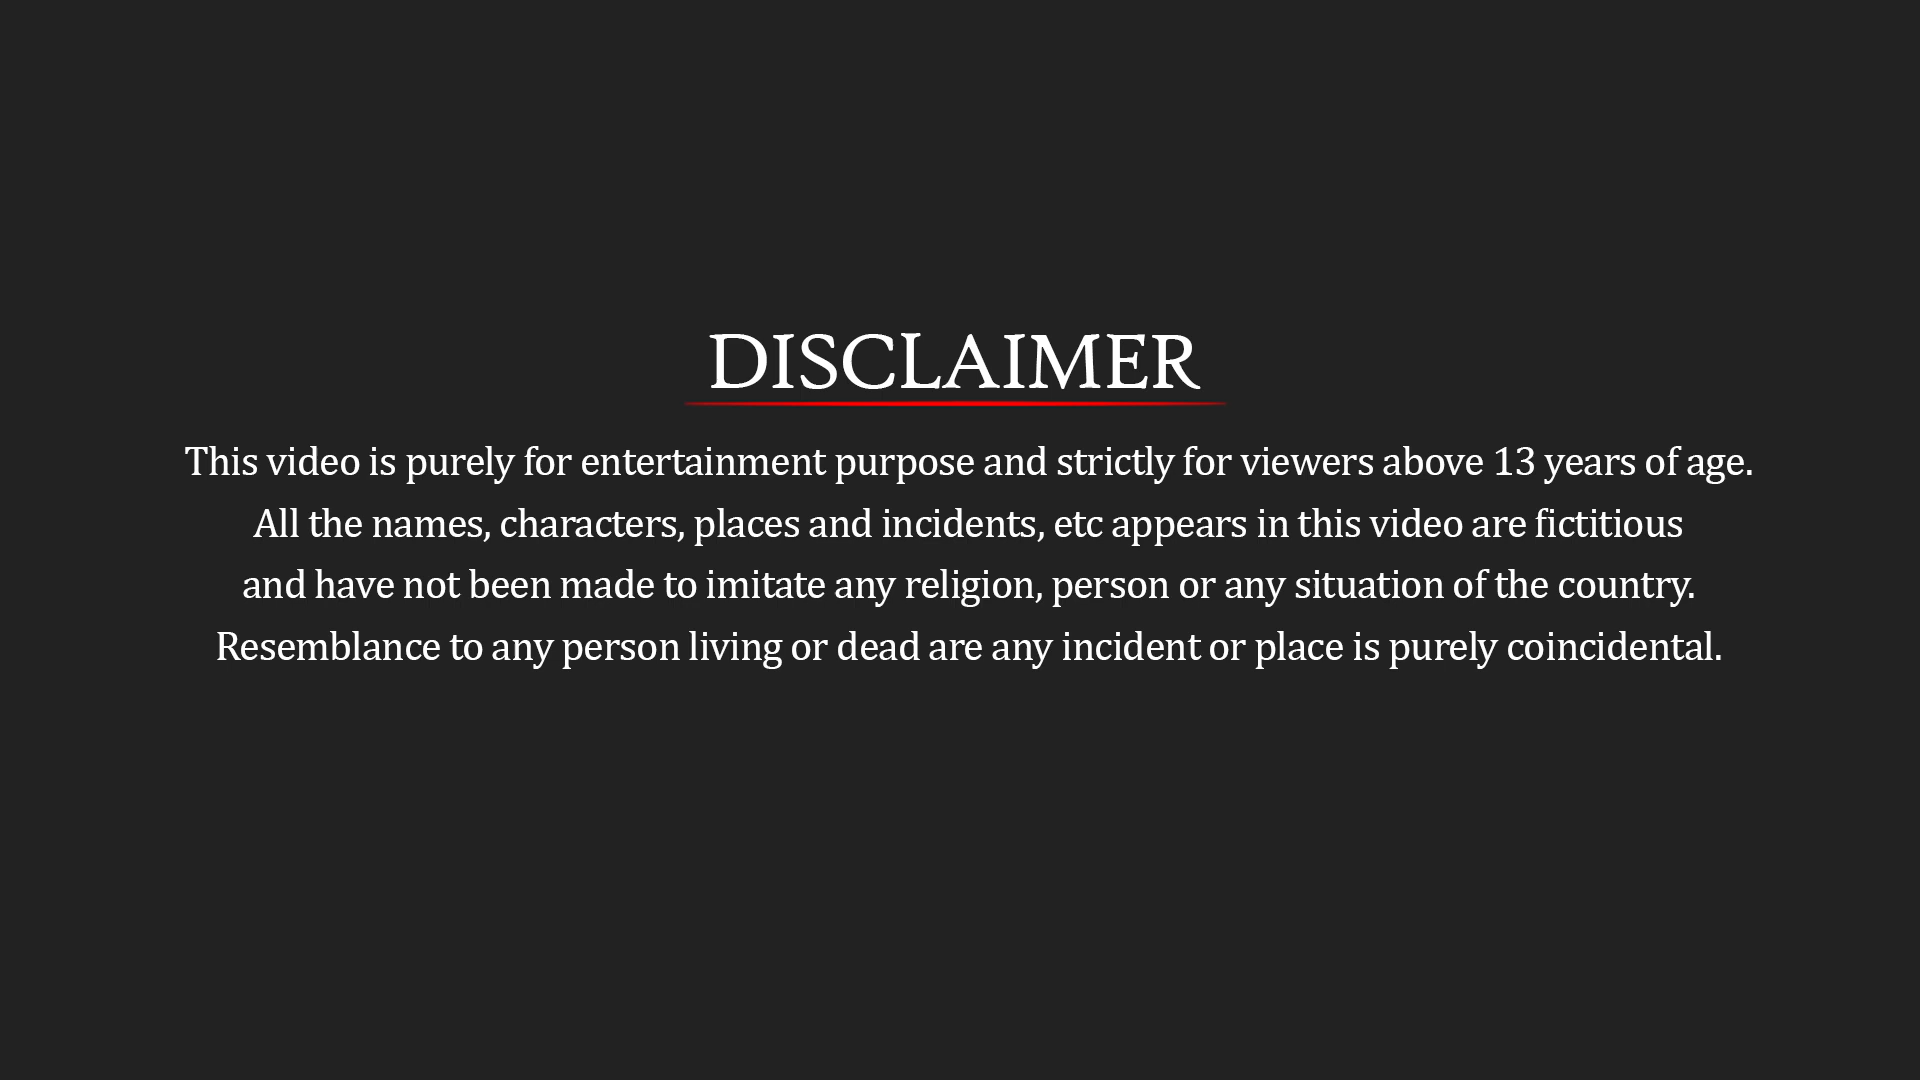 DISCLAIMER
This video is purely for entertainment purpose and strictly for viewers above 13 years of age.
All the names, characters, places and incidents, etc appears in this video are fictitious
and have not been made to imitate any religion, person or any situation of the country.
Resemblance to any person living or dead are any incident or place is purely coincidental.